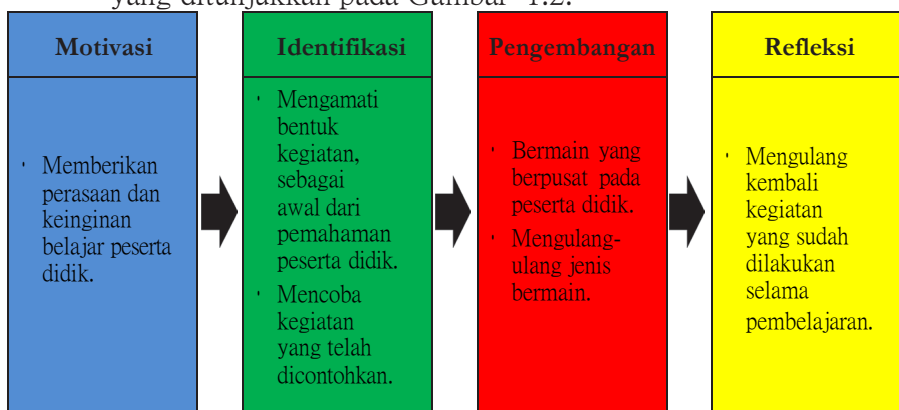 yang ditunjukkan pada Gambar 1.2.
Motivasi
• Memberikan
perasaan dan
keinginan
belajar peserta
didik.
Identifikasi
• Mengamati
bentuk
kegiatan,
sebagai
awal dari
pemahaman
peserta didik.
• Mencoba
kegiatan
yang telah
dicontohkan.
Pengembangan
• Bermain yang
berpusat pada
peserta didik.
• Mengulang-
ulang jenis
bermain.
Refleksi
• Mengulang
kembali
kegiatan
yang sudah
dilakukan
selama
pembelajaran.